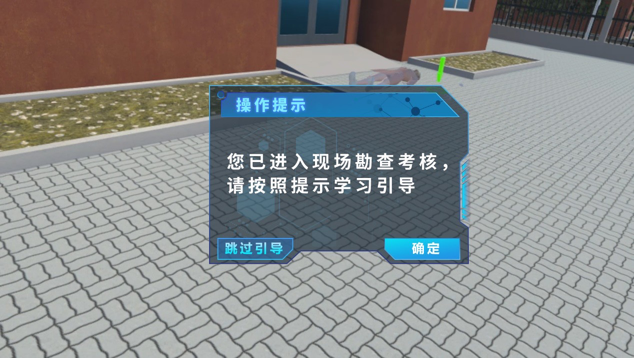 操作提示
您已进入现场勘查考核，
请按照提示学习引导
跳过引导
确定